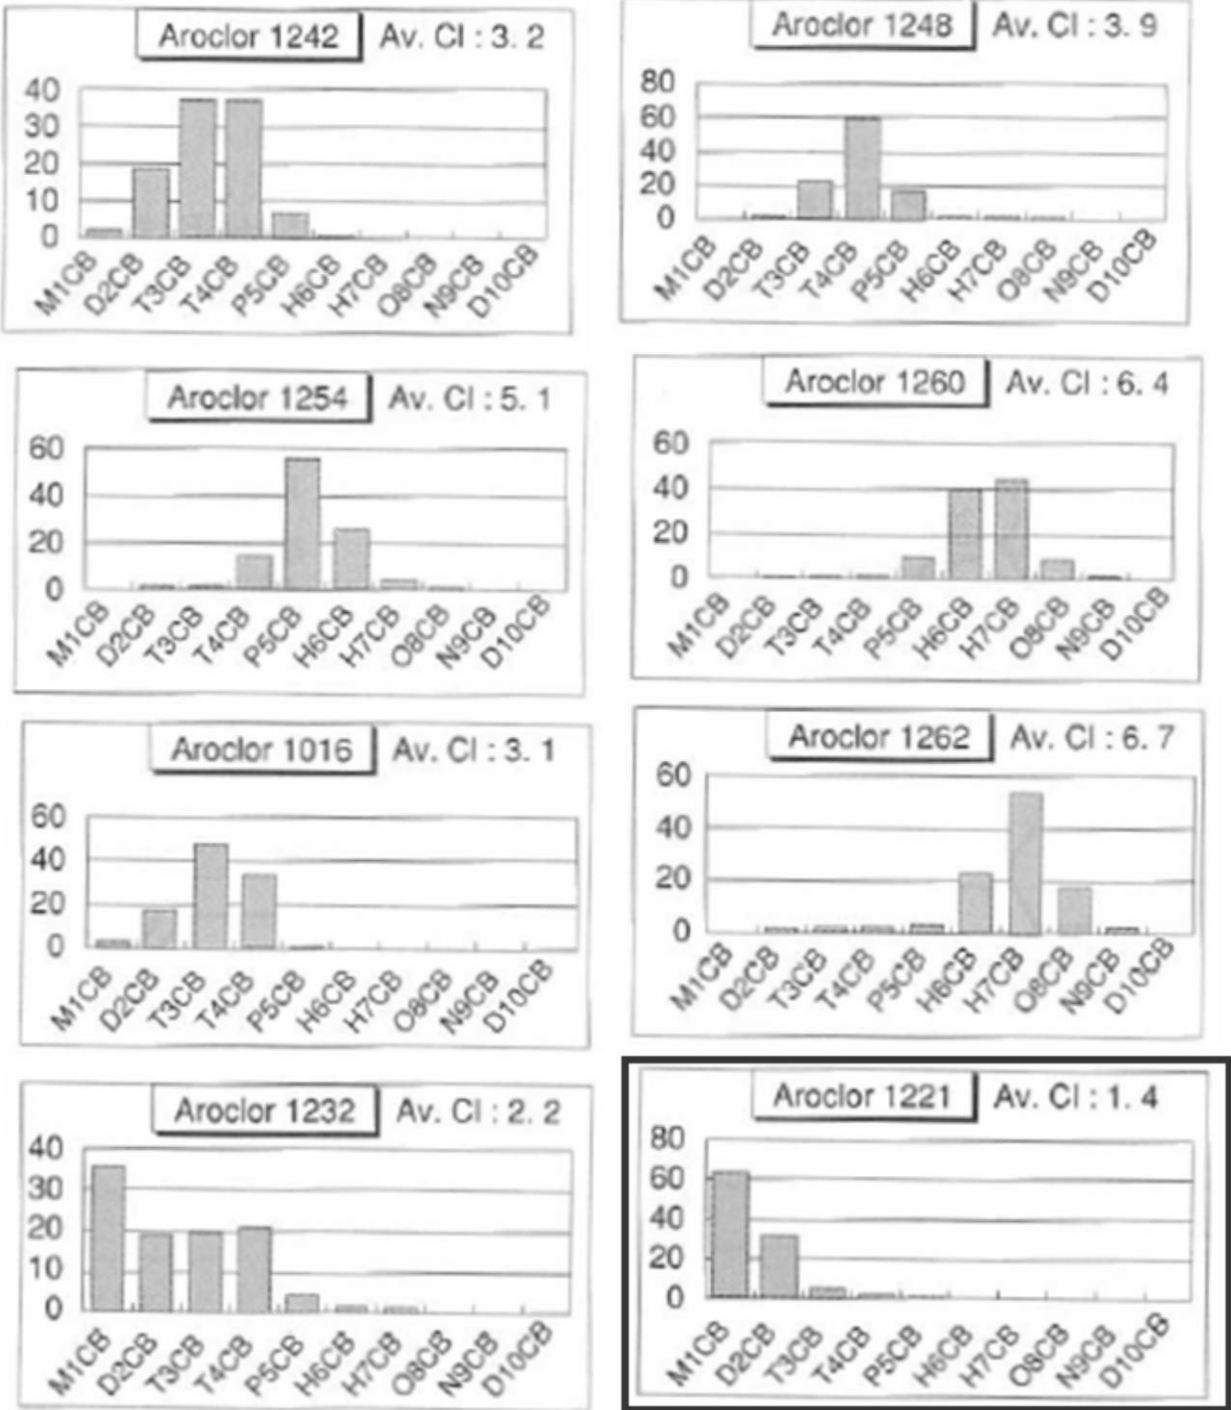 Aroclor 1242 Av. Cl : 3. 2
40
30
20
10
0
M1CB D2CB T3CB T4CB P5CB H6CB H7CB O8CB N9CB D10CB
Aroclor 1248 Av. Cl : 3. 9
80
60
40
20
0
M1CB D2CB T3CB T4CB P5CB H6CB H7CB O8CB N9CB D10CB
Aroclor 1254 Av. Cl : 5. 1
60
40
20
0
M1CB D2CB T3CB T4CB P5CB H6CB H7CB O8CB N9CB D10CB
Aroclor 1260 Av. Cl : 6. 4
60
40
20
0
M1CB D2CB T3CB T4CB P5CB H6CB H7CB O8CB N9CB D10CB
Aroclor 1016 Av. Cl : 3. 1
60
40
20
0
M1CB D2CB T3CB T4CB P5CB H6CB H7CB O8CB N9CB D10CB
Aroclor 1262 Av. Cl : 6. 7
60
40
20
0
M1CB D2CB T3CB T4CB P5CB H6CB H7CB O8CB N9CB D10CB
Aroclor 1232 Av. Cl : 2. 2
40
30
20
10
0
M1CB D2CB T3CB T4CB P5CB H6CB H7CB O8CB N9CB D10CB
Aroclor 1221 Av. Cl : 1. 4
80
60
40
20
0
M1CB D2CB T3CB T4CB P5CB H6CB H7CB O8CB N9CB D10CB